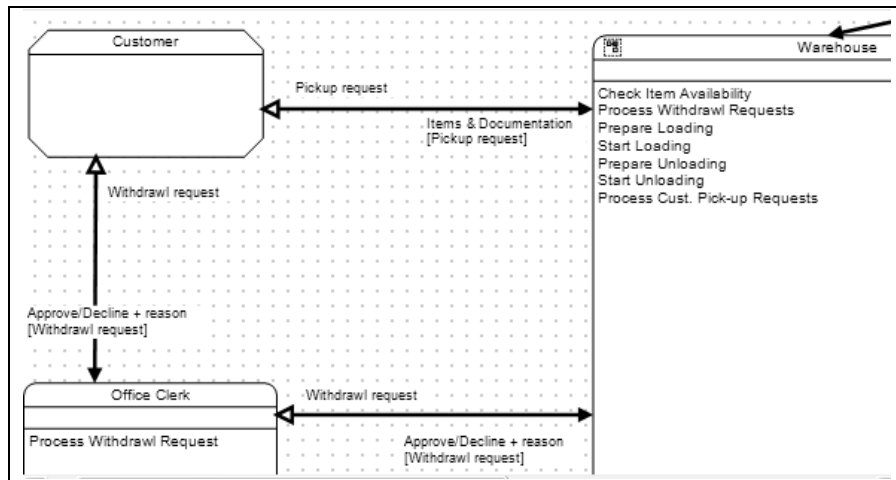 Customer
Warehouse
Pickup request
Items & Documentation
[Pickup request]
Check Item Availability
Process Withdrawl Requests
Prepare Loading
Start Loading
Prepare Unloading
Start Unloading
Process Cust. Pick-up Requests
Withdrawl request
Approve/Decline + reason
[Withdrawl request]
Office Clerk
Process Withdrawl Request
Withdrawl request
Approve/Decline + reason
[Withdrawl request]